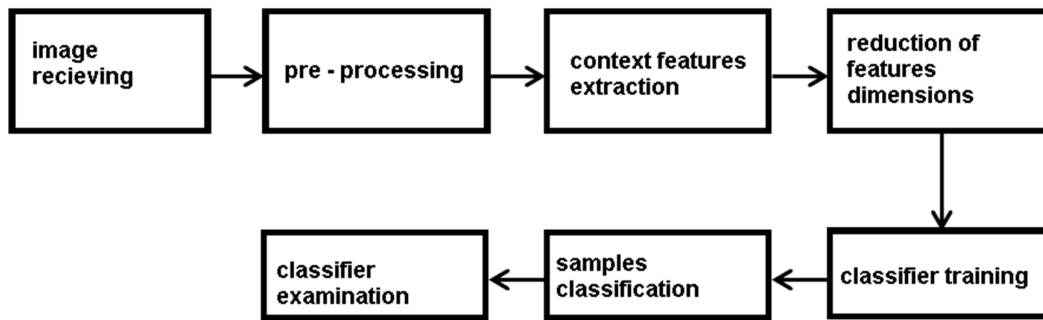 image
recieving
pre - processing
context features
extraction
reduction of
features
dimensions
classifier training
samples
classification
classifier
examination